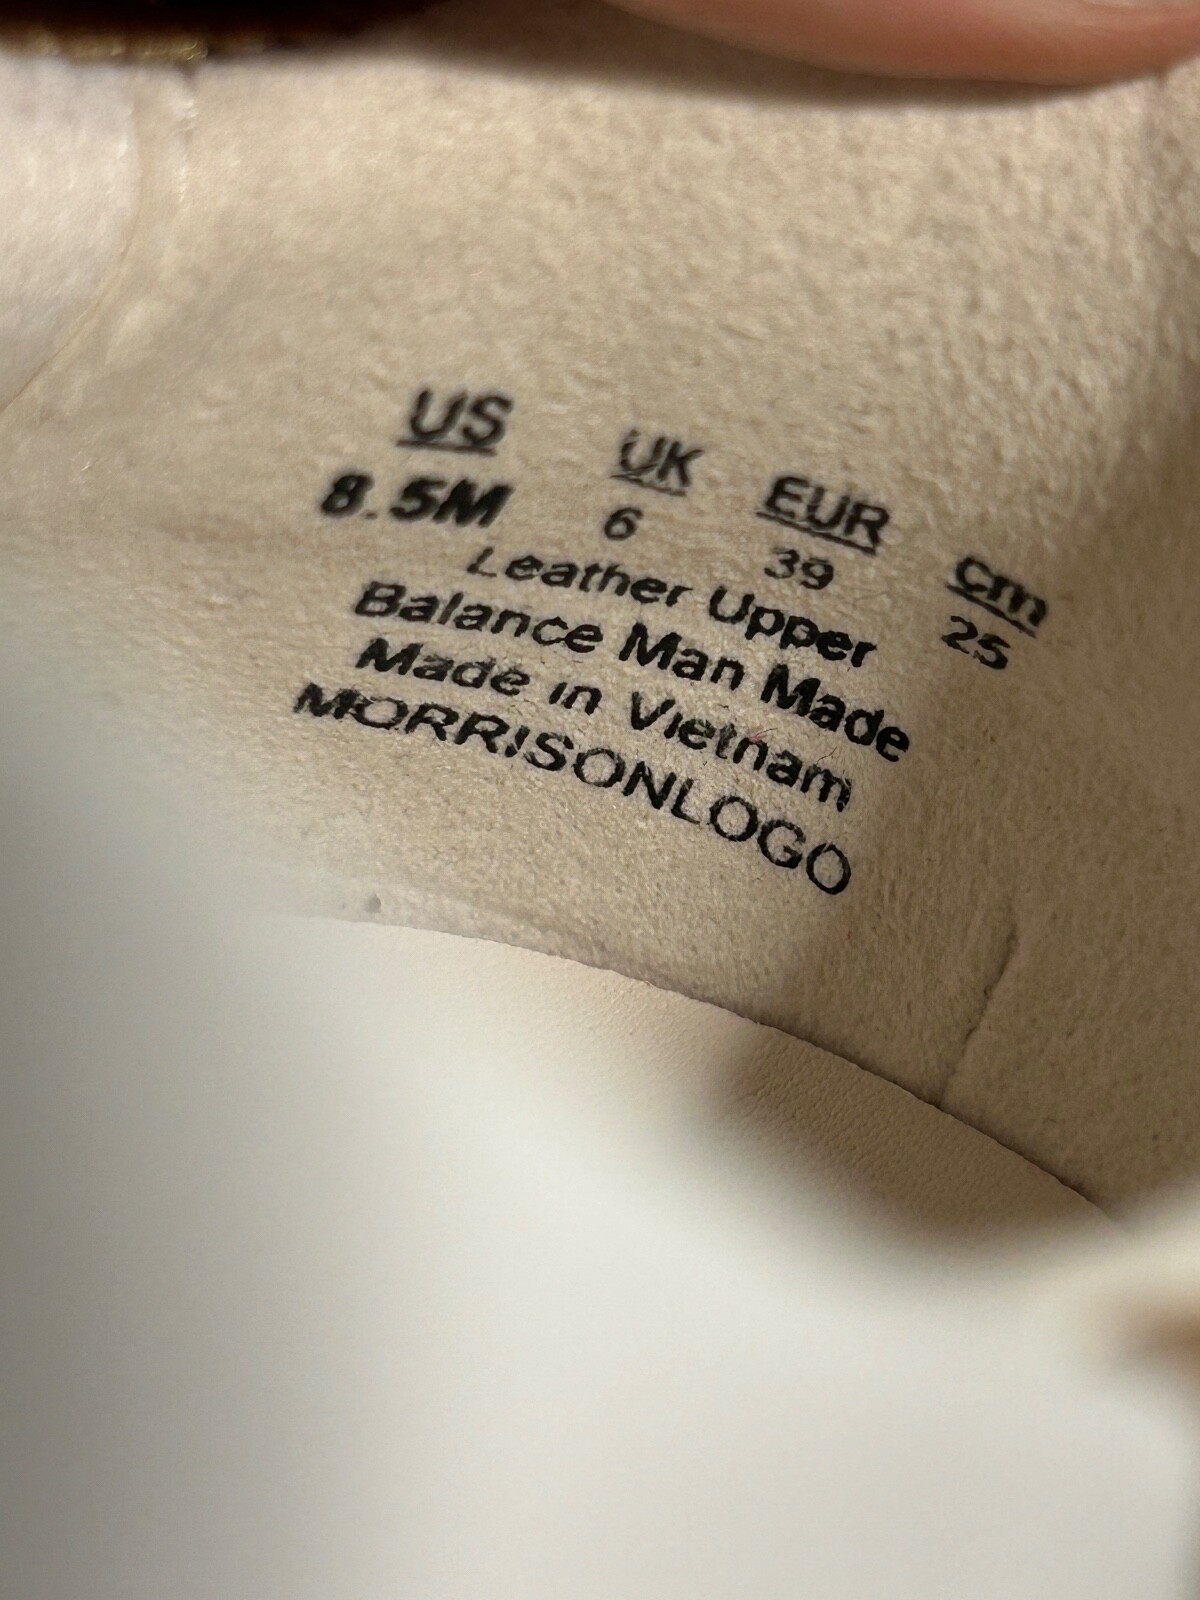 US UK EUR cm
8.5M 6 39 25
Leather Upper
Balance Man Made
Made in Vietnam
MORRISONLOGO